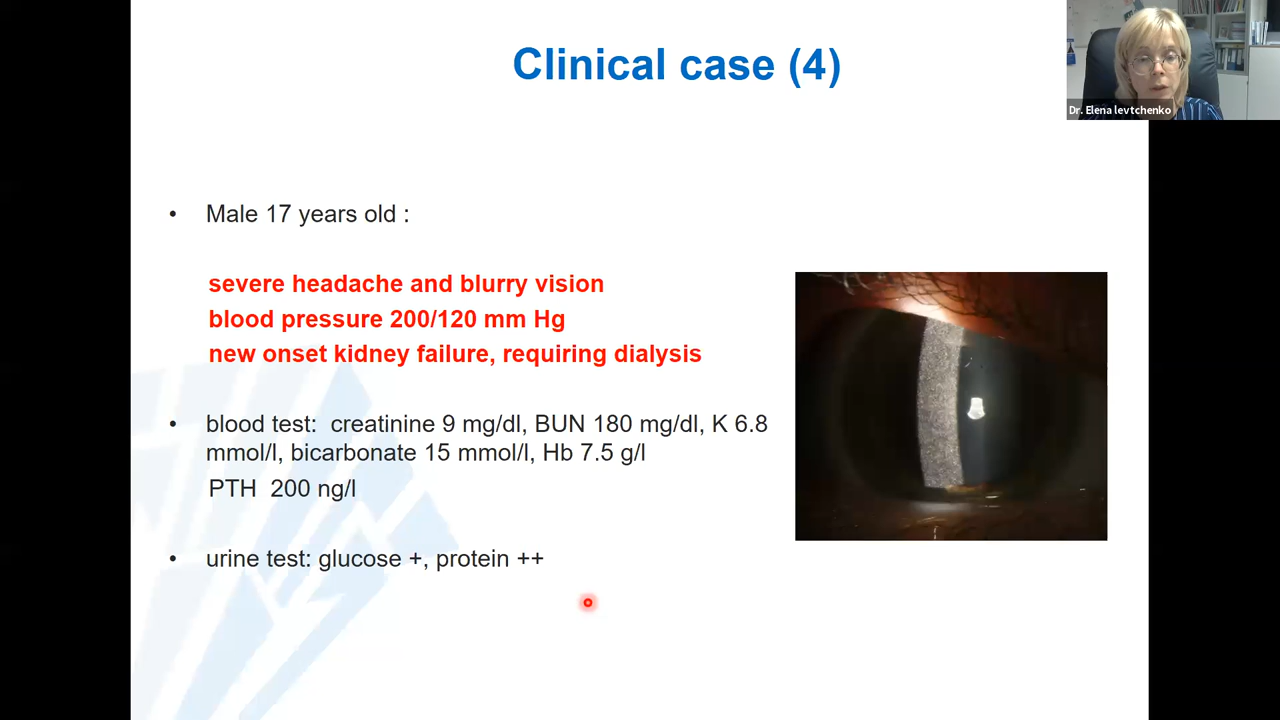 Clinical case (4)
Dr. Elena Ievtchenko
• Male 17 years old :
severe headache and blurry vision
blood pressure 200/120 mm Hg
new onset kidney failure, requiring dialysis
• blood test: creatinine 9 mg/dl, BUN 180 mg/dl, K 6.8
mmol/l, bicarbonate 15 mmol/l, Hb 7.5 g/l
PTH 200 ng/l
• urine test: glucose +, protein ++